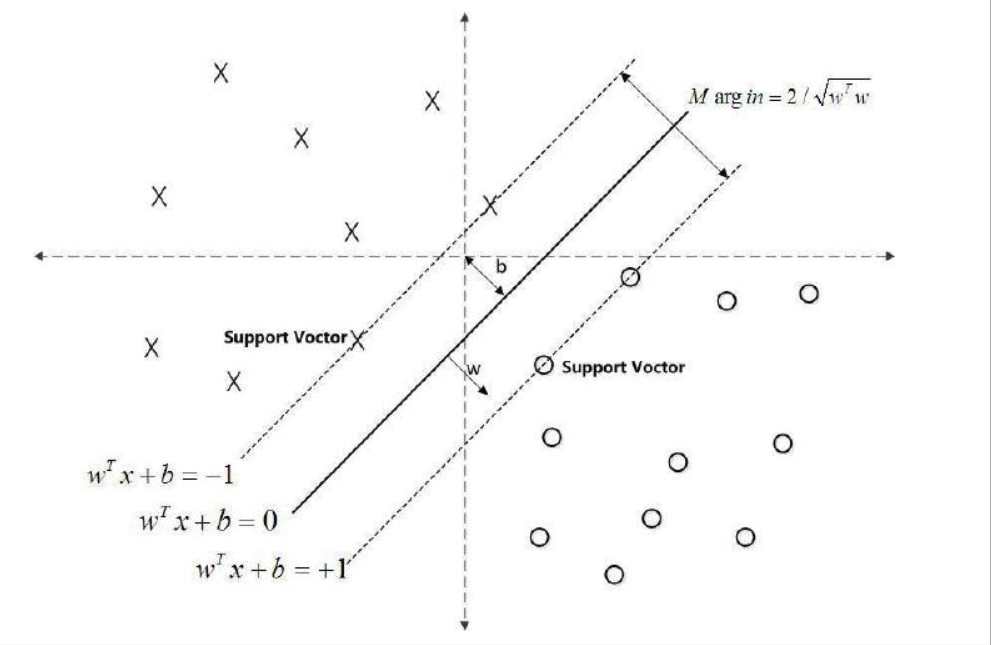 M arg in = 2 / √wᵀw
b
Support Voctor
w
Support Voctor
wᵀx + b = −1
wᵀx + b = 0
wᵀx + b = +1